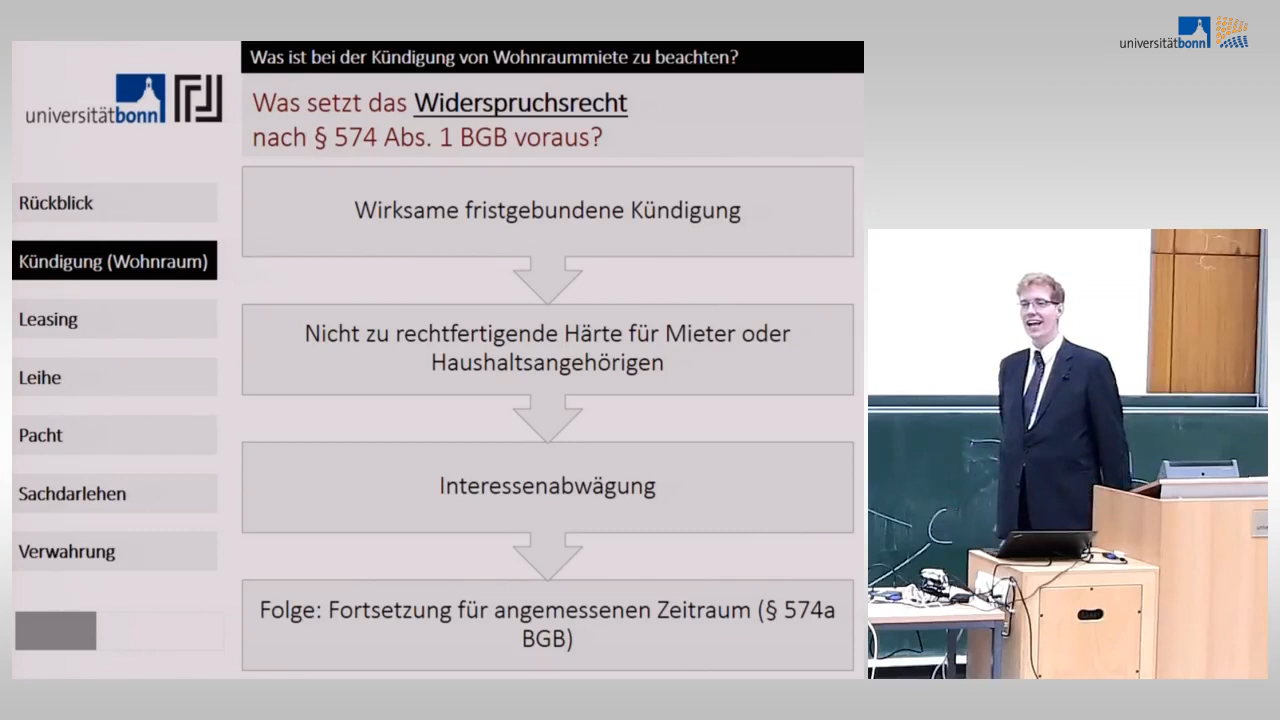 universitätbonn
Was ist bei der Kündigung von Wohnraummiete zu beachten?
universitätbonn
Was setzt das Widerspruchsrecht
nach § 574 Abs. 1 BGB voraus?
Rückblick
Kündigung (Wohnraum)
Leasing
Leihe
Pacht
Sachdarlehen
Verwahrung
Wirksame fristgebundene Kündigung
Nicht zu rechtfertigende Härte für Mieter oder
Haushaltsangehörigen
Interessenabwägung
Folge: Fortsetzung für angemessenen Zeitraum (§ 574a
BGB)